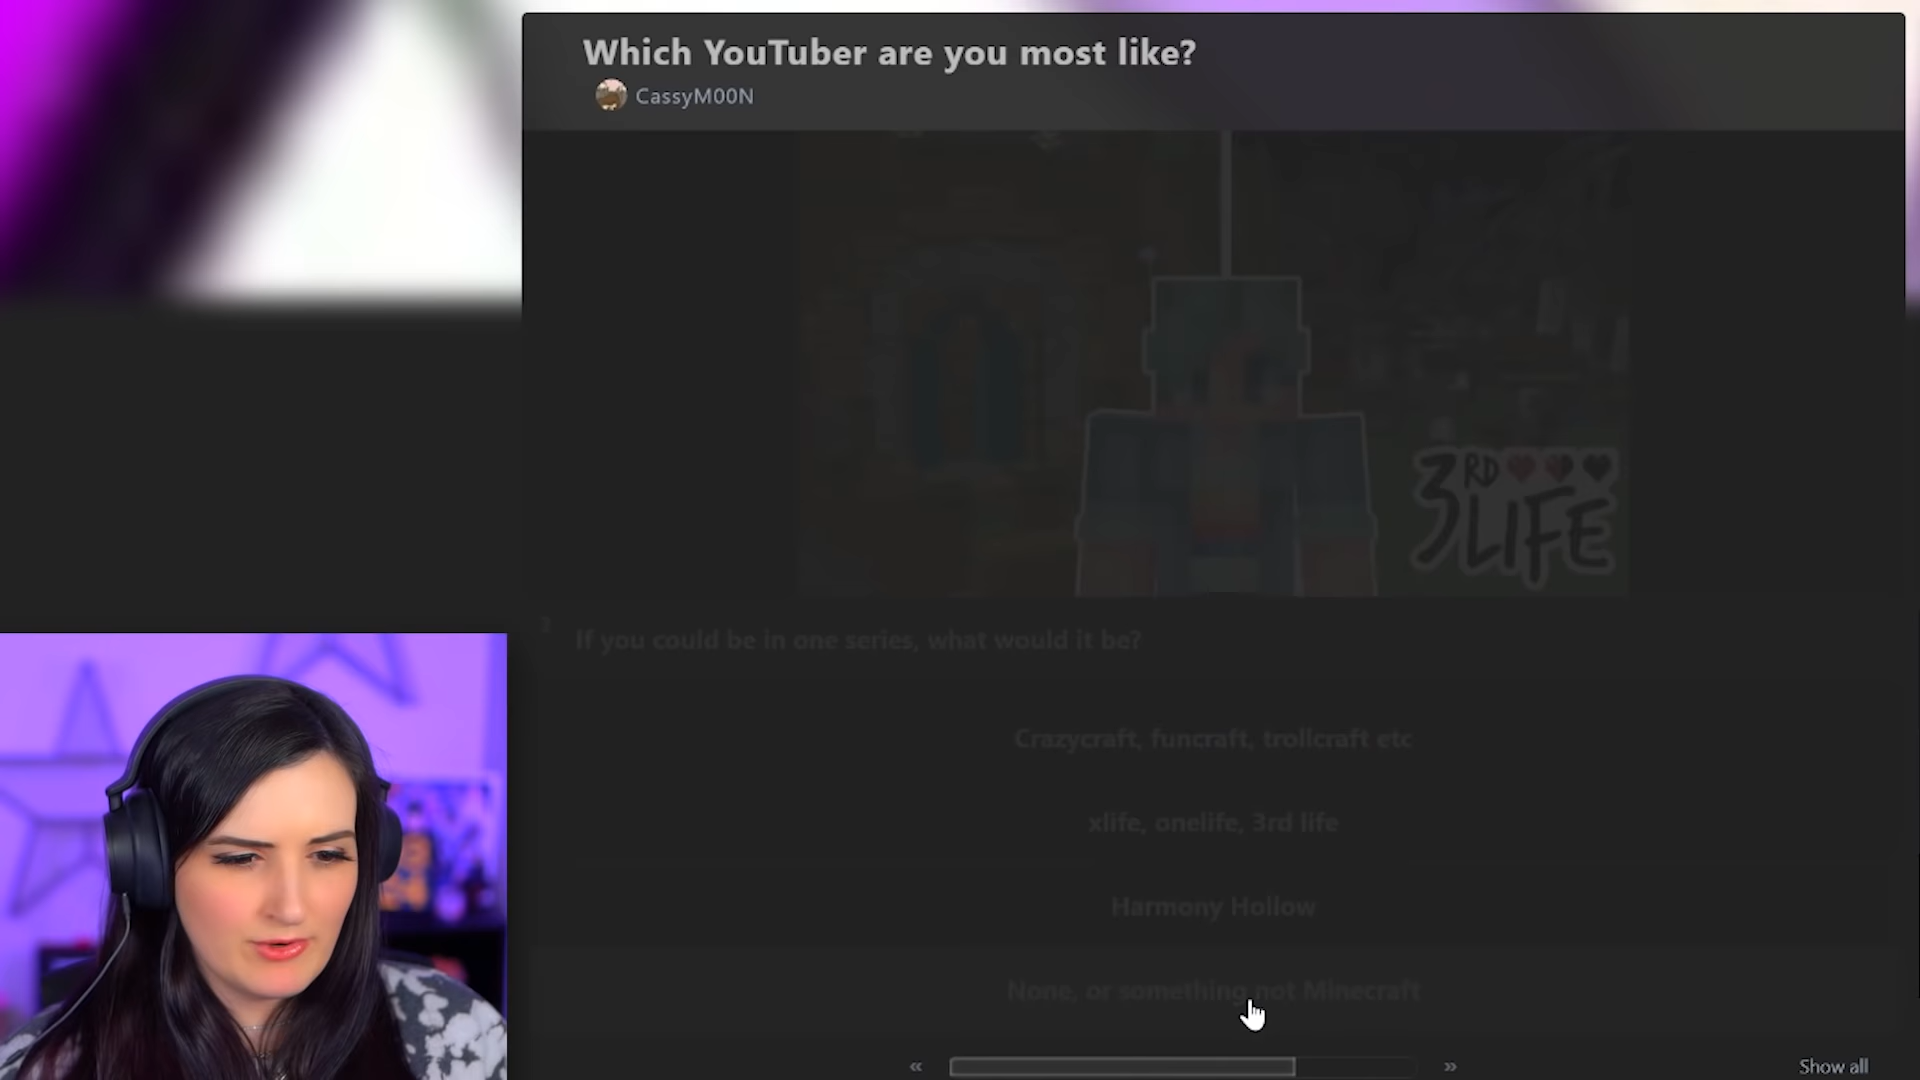 Which YouTuber are you most like?
CassyM00N
3RD
LIFE
If you could be in one series, what would it be?
Crazycraft, funcraft, trollcraft etc
xlife, onelife, 3rd life
Harmony Hollow
None, or something not Minecraft
« »
Show all